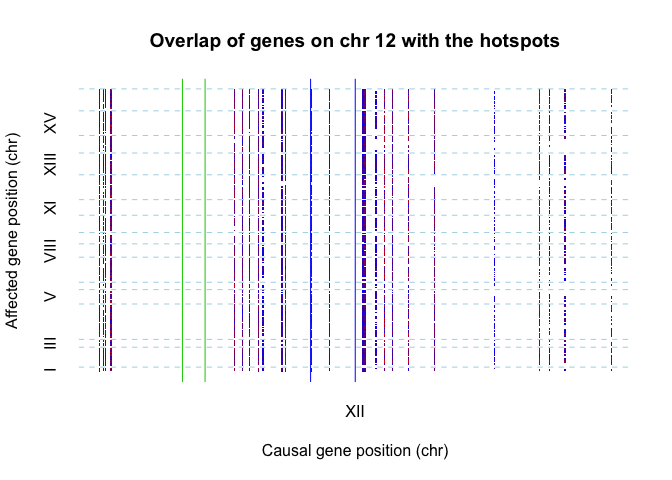 Overlap of genes on chr 12 with the hotspots
Affected gene position (chr)
XV
XIII
XI
VIII
V
III
I
XII
Causal gene position (chr)